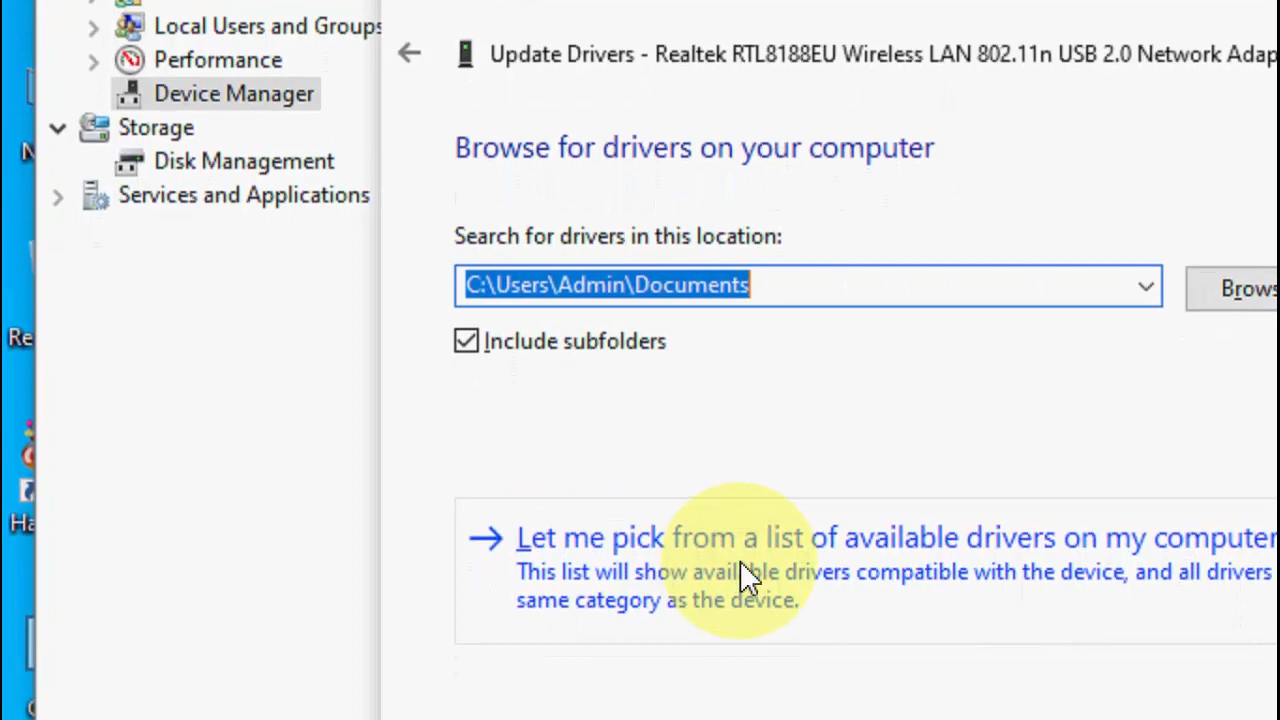 Local Users and Groups
Performance
Device Manager
Storage
Disk Management
Services and Applications
Update Drivers - Realtek RTL8188EU Wireless LAN 802.11n USB 2.0 Network Adap
Browse for drivers on your computer
Search for drivers in this location:
C:\Users\Admin\Documents
Brows
Include subfolders
Let me pick from a list of available drivers on my computer
This list will show available drivers compatible with the device, and all drivers
same category as the device.
Re
Ha